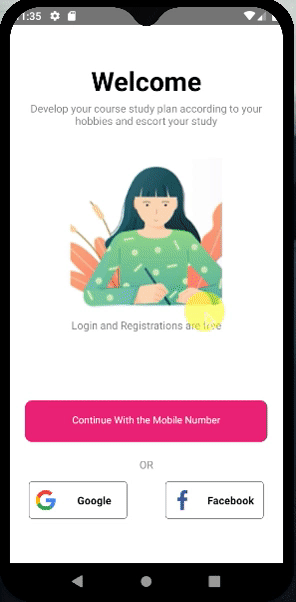 11:35
Welcome
Develop your course study plan according to your
hobbies and escort your study
Login and Registrations are free
Continue With the Mobile Number
OR
Google
Facebook